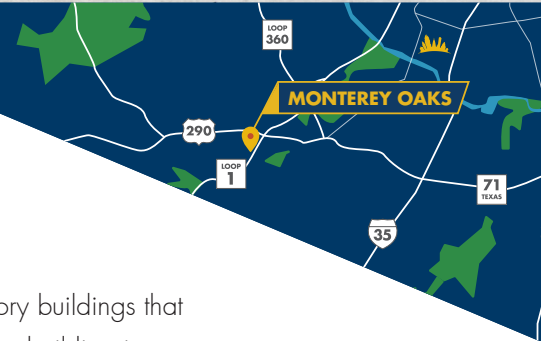 LOOP
360
MONTEREY OAKS
290
LOOP
1
71
TEXAS
35
ory buildings that